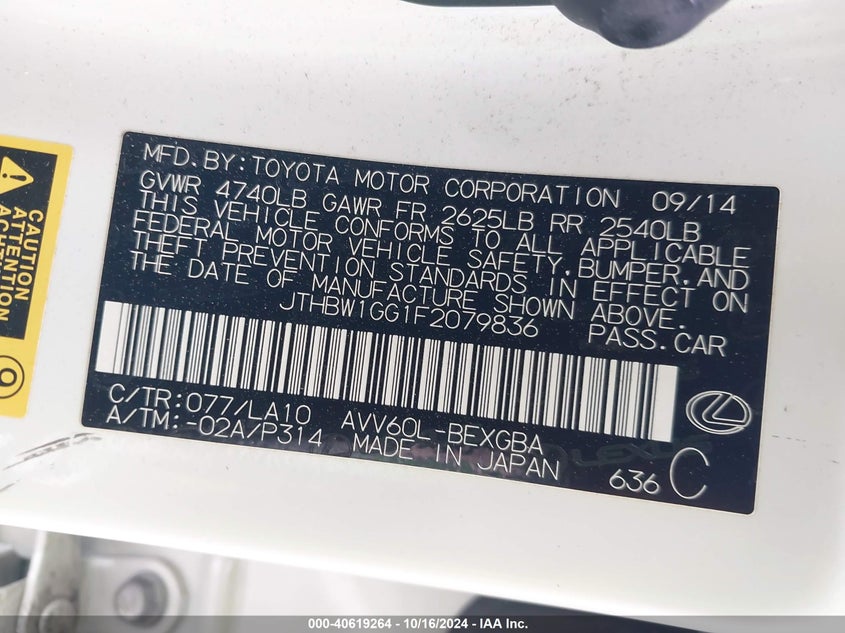 MFD.BY:TOYOTA MOTOR CORPORATION 09/14
GVWR 4740LB GAWR FR 2625LB RR 2540LB
THIS VEHICLE CONFORMS TO ALL APPLICABLE
FEDERAL MOTOR VEHICLE SAFETY,BUMPER,AND
THEFT PREVENTION STANDARDS IN EFFECT ON
THE DATE OF MANUFACTURE SHOWN ABOVE.
JTHBW1GG1F2079836 PASS.CAR
C/TR:077/LA10 AVV60L-BEXGBA
A/TM:-02A/P314 MADE IN JAPAN
636 C
LEXUS
CAUTION
ATTENTION
000-40619264 - 10/16/2024 - IAA Inc.